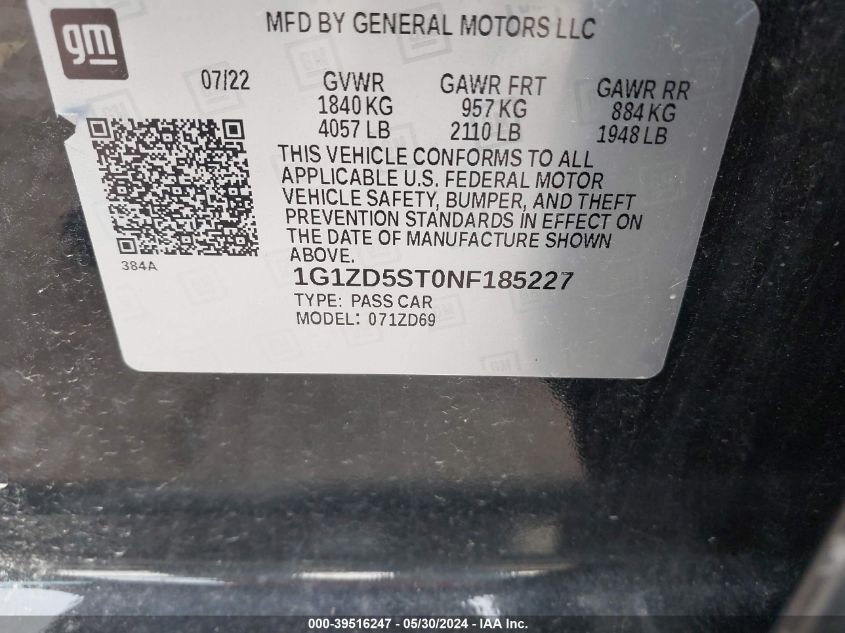 gm
MFD BY GENERAL MOTORS LLC
07/22 GVWR GAWR FRT GAWR RR
1840 KG 957 KG 884 KG
4057 LB 2110 LB 1948 LB
THIS VEHICLE CONFORMS TO ALL
APPLICABLE U.S. FEDERAL MOTOR
VEHICLE SAFETY, BUMPER, AND THEFT
PREVENTION STANDARDS IN EFFECT ON
THE DATE OF MANUFACTURE SHOWN
ABOVE.
384A
1G1ZD5ST0NF185227
TYPE: PASS CAR
MODEL: 071ZD69
000-39516247 - 05/30/2024 - IAA Inc.